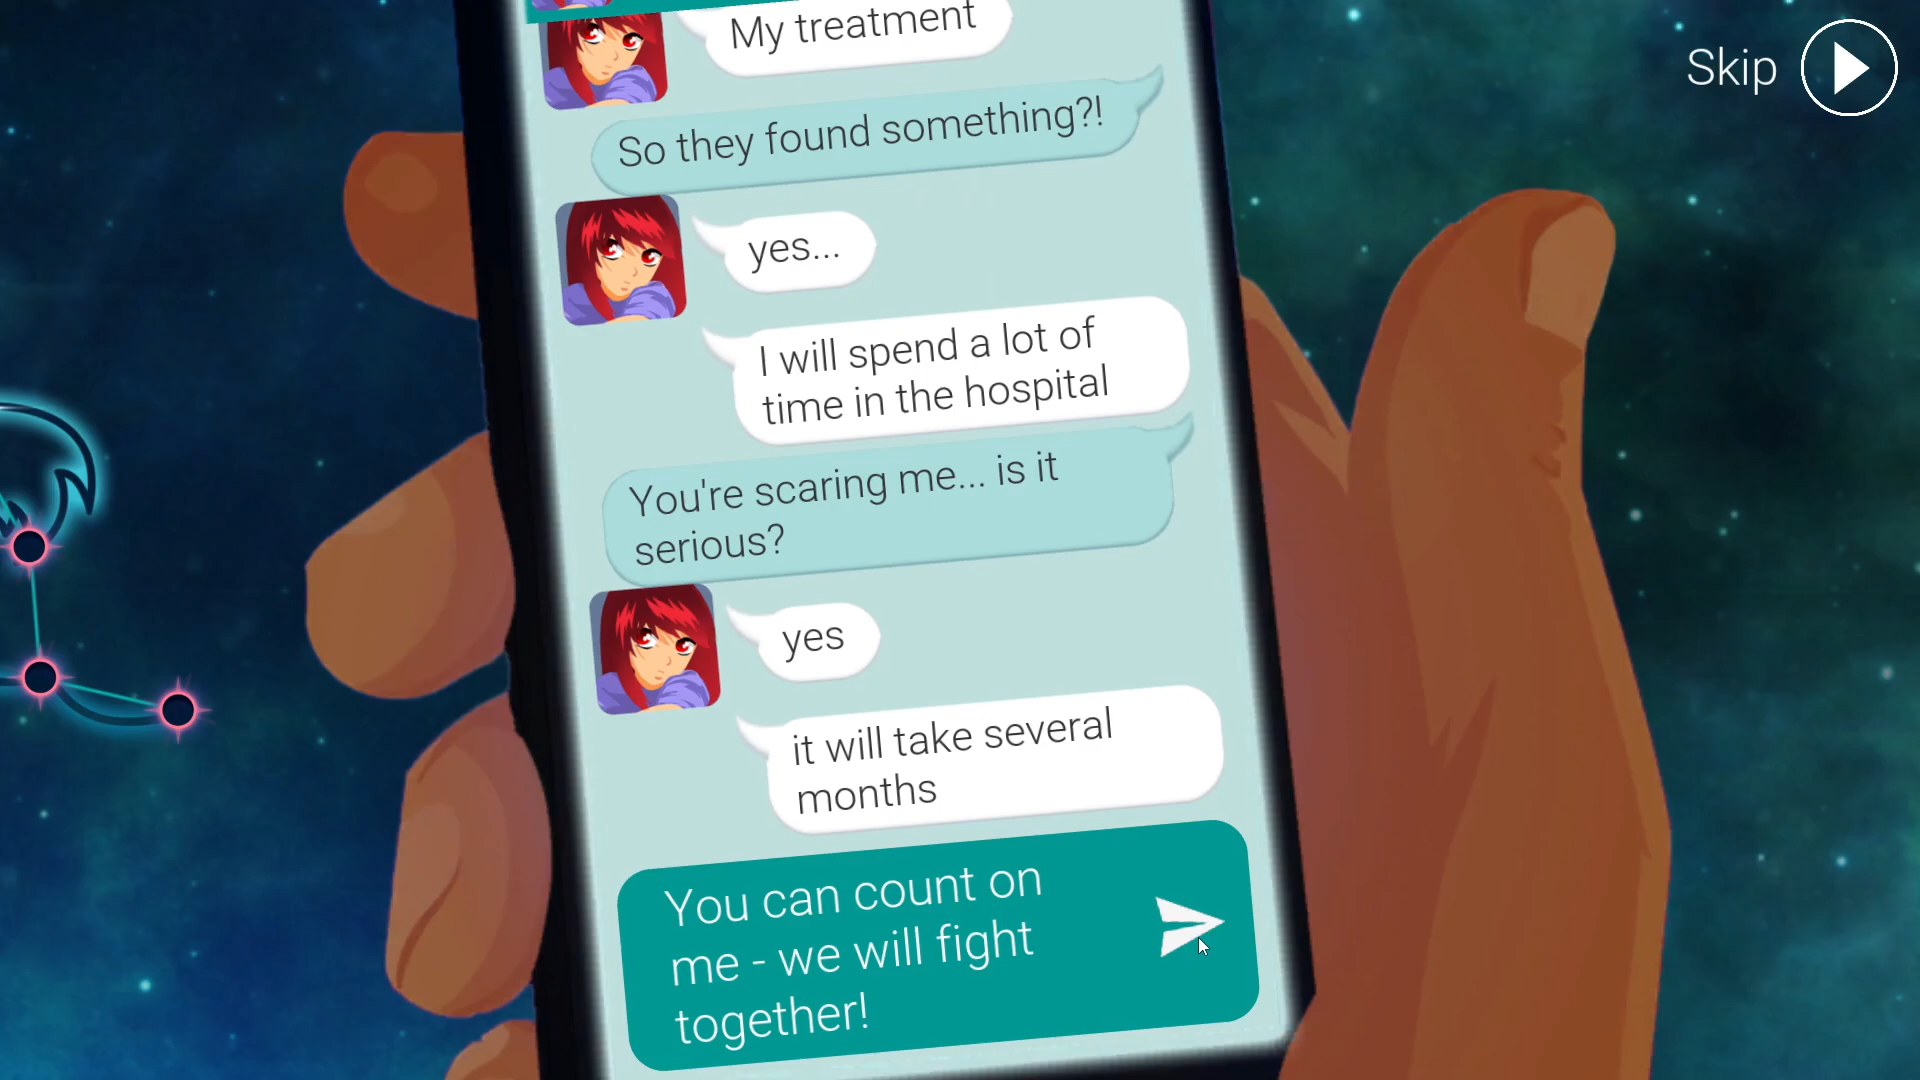 My treatment
Skip
So they found something?!
yes...
I will spend a lot of
time in the hospital
You're scaring me... is it
serious?
yes
it will take several
months
You can count on
me - we will fight
together!